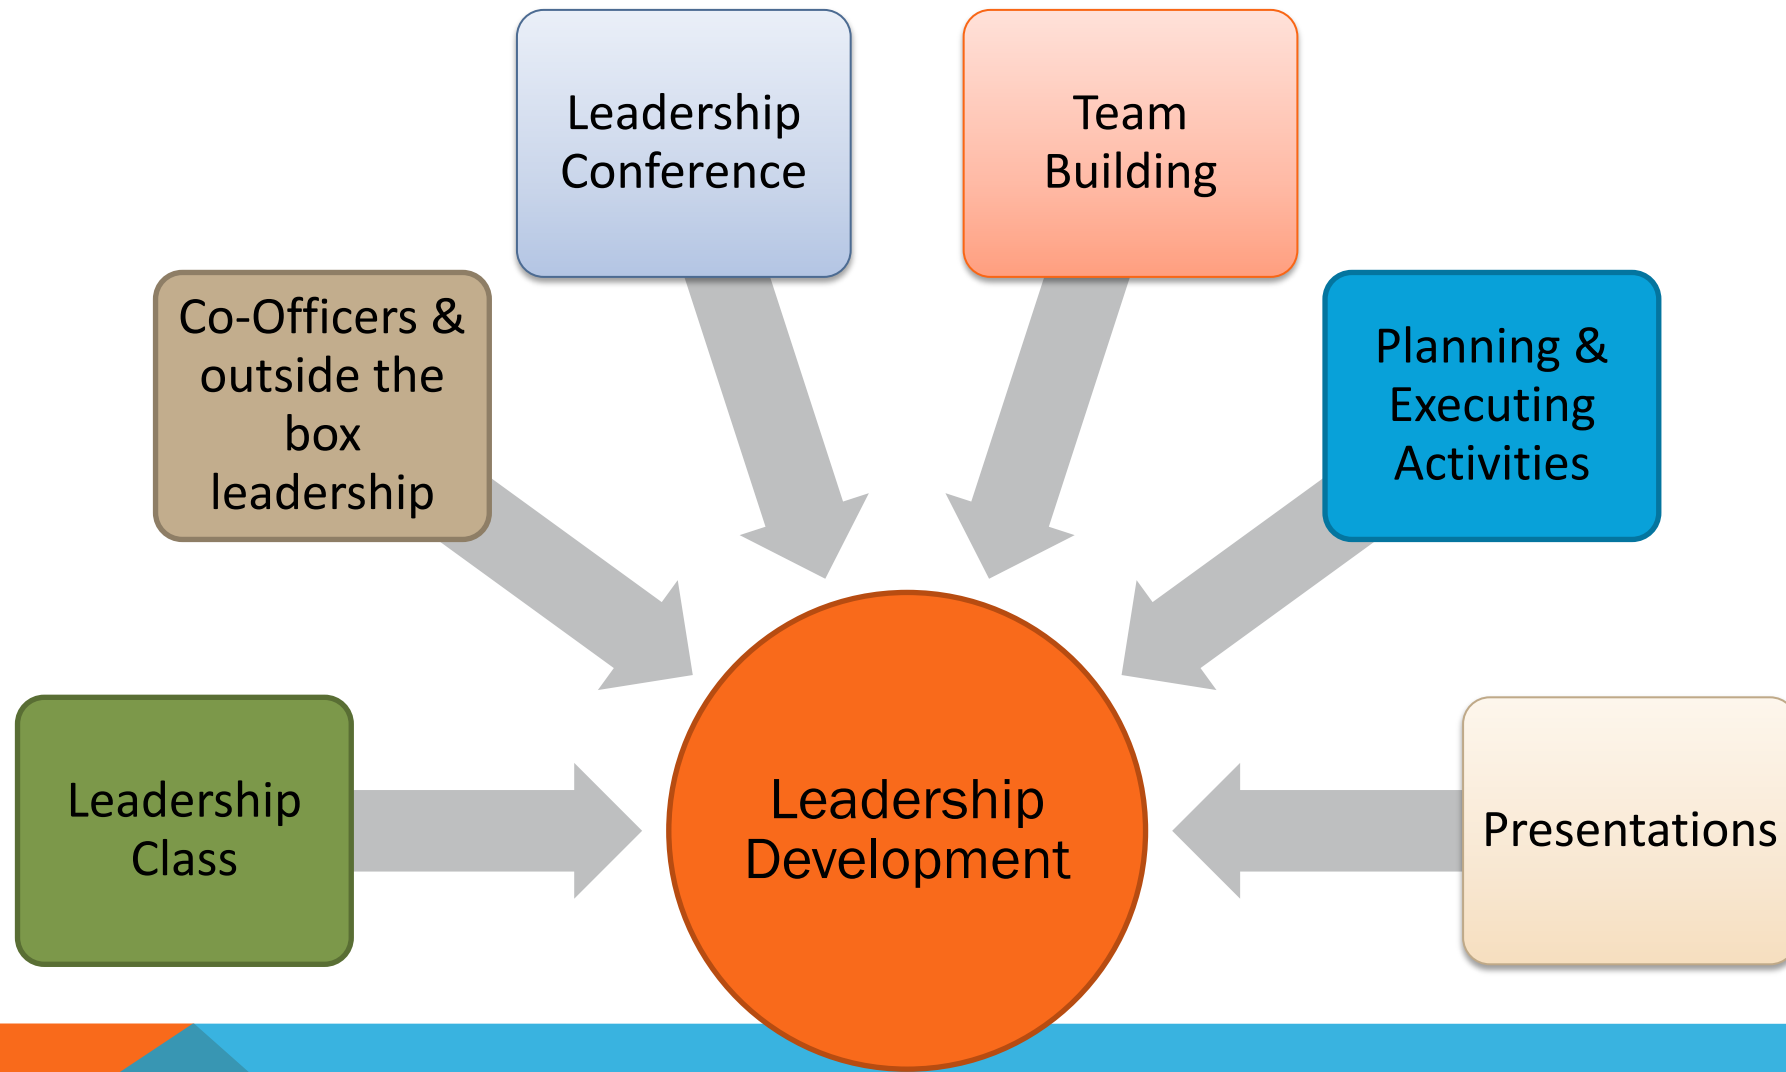 Leadership
Conference
Team
Building
Co-Officers &
outside the
box
leadership
Planning &
Executing
Activities
Leadership
Class
Leadership
Development
Presentations